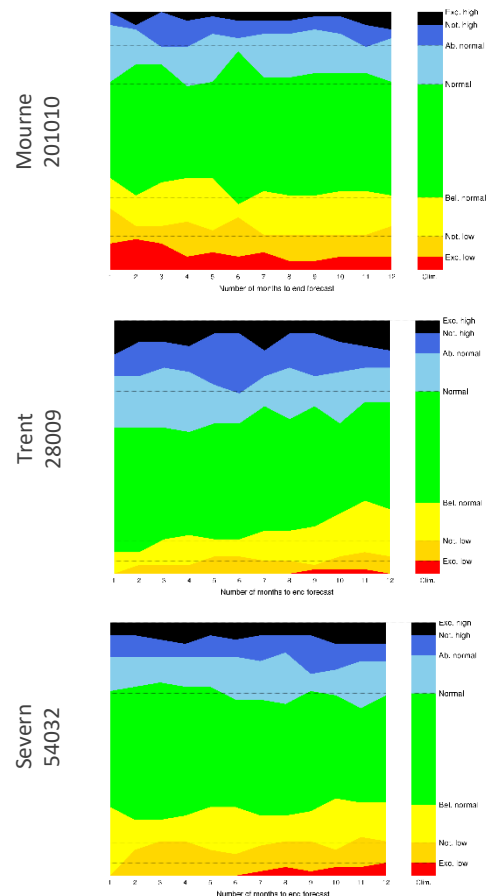 Mourne
201010
Exc. high
Not. high
Ab. normal
Normal
Bel. normal
Not. low
Exc. low
1 2 3 4 5 6 7 8 9 10 11 12 Clim.
Number of months to end forecast
Trent
28009
Exc. high
Not. high
Ab. normal
Normal
Bel. normal
Not. low
Exc. low
1 2 3 4 5 6 7 8 9 10 11 12 Clim.
Number of months to end forecast
Severn
54032
Exc. high
Not. high
Ab. normal
Normal
Bel. normal
Not. low
Exc. low
1 2 3 4 5 6 7 8 9 10 11 12 Clim.
Number of months to end forecast